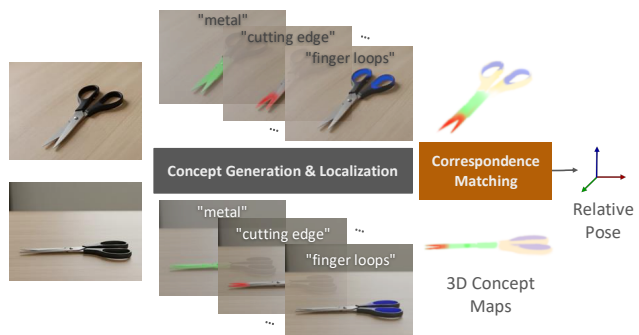 "metal"
...
"cutting edge"
"finger loops"
...
Concept Generation & Localization
Correspondence
Matching
Relative
Pose
"metal"
...
"cutting edge"
"finger loops"
...
3D Concept
Maps